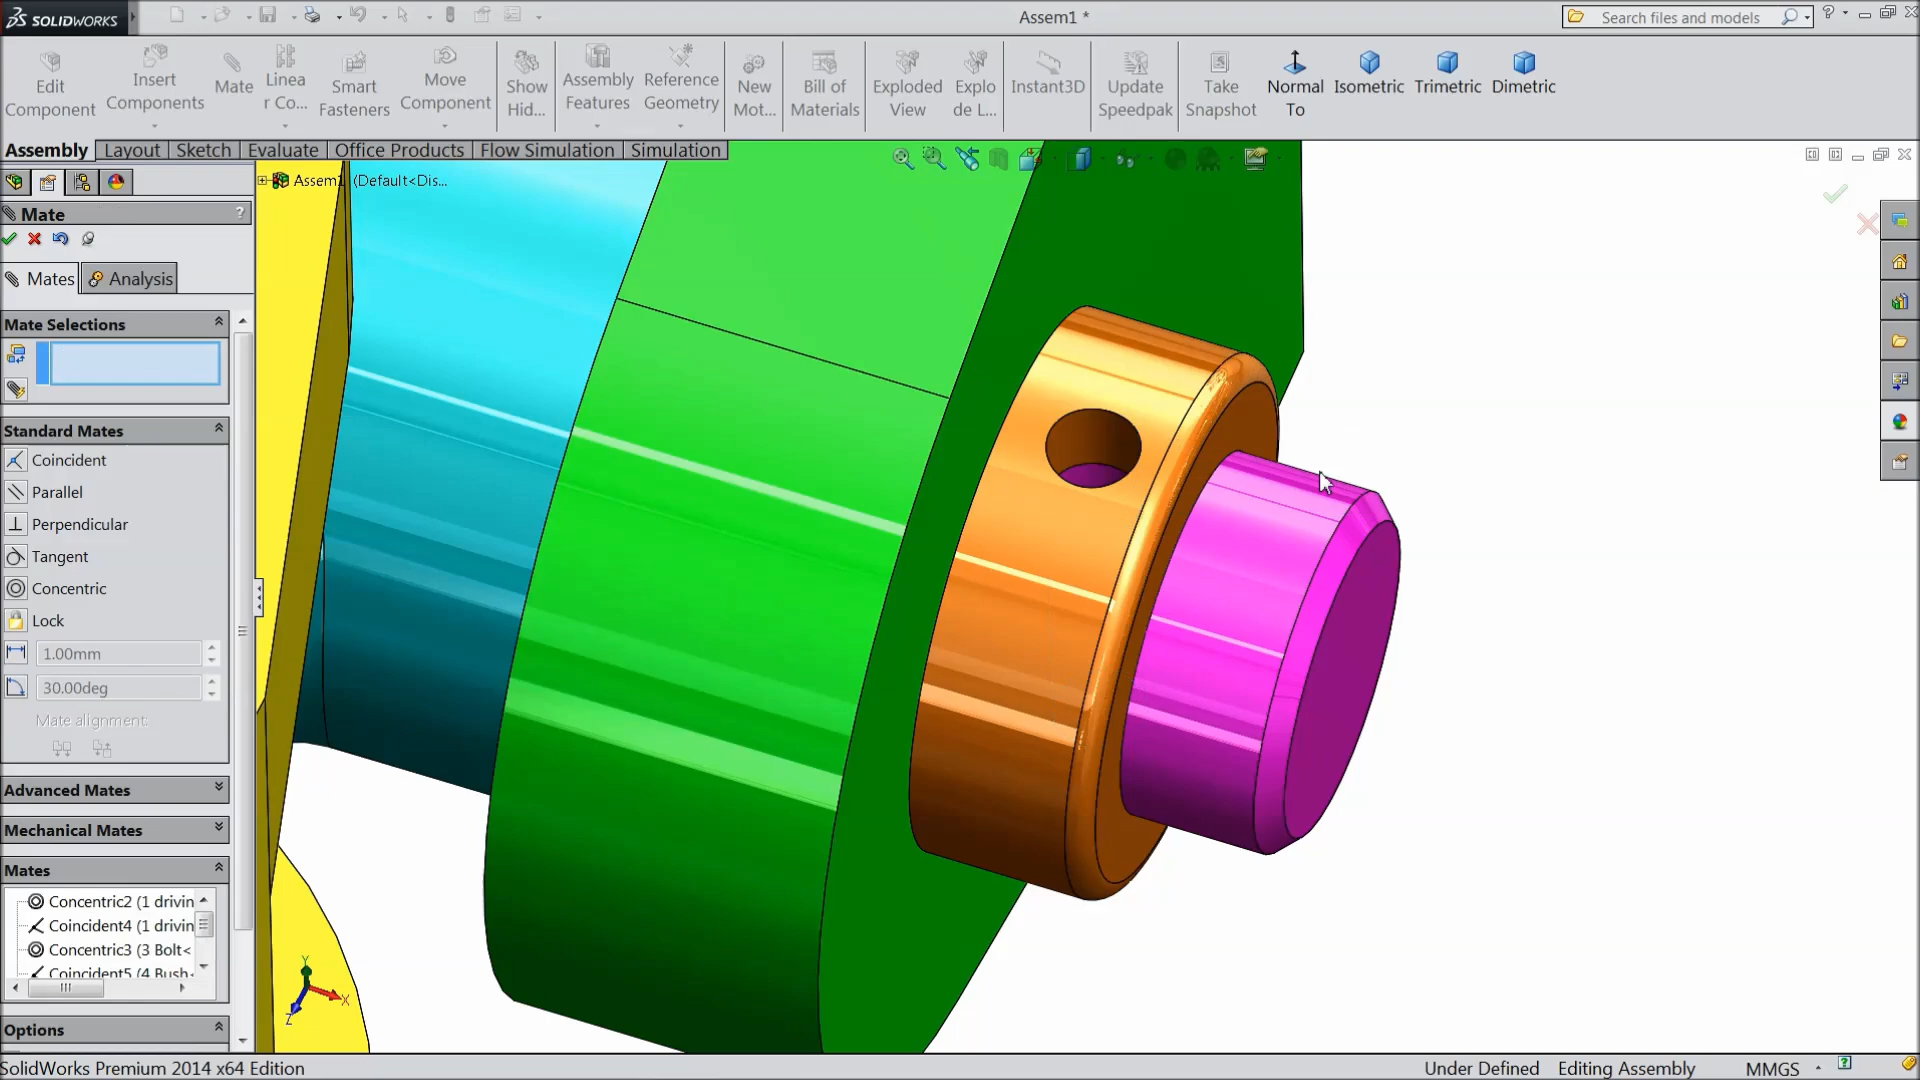 SOLIDWORKS
Assem1 *
Search files and models
?
Edit Component
Insert Components
Mate
Linea r Co...
Smart Fasteners
Move Component
Show Hid...
Assembly Features
Reference Geometry
New Mot...
Bill of Materials
Exploded View
Explo de L...
Instant3D
Update Speedpak
Take Snapshot
Normal To
Isometric
Trimetric
Dimetric
Assembly
Layout
Sketch
Evaluate
Office Products
Flow Simulation
Simulation
Assem1 (Default<Dis...
Mate
?
Mates
Analysis
Mate Selections
Standard Mates
Coincident
Parallel
Perpendicular
Tangent
Concentric
Lock
1.00mm
30.00deg
Mate alignment:
Advanced Mates
Mechanical Mates
Mates
Concentric2 (1 drivin
Coincident4 (1 drivin
Concentric3 (3 Bolt<
Coincident5 (4 Bush<
Options
Y
X
Z
SolidWorks Premium 2014 x64 Edition
Under Defined
Editing Assembly
MMGS
?